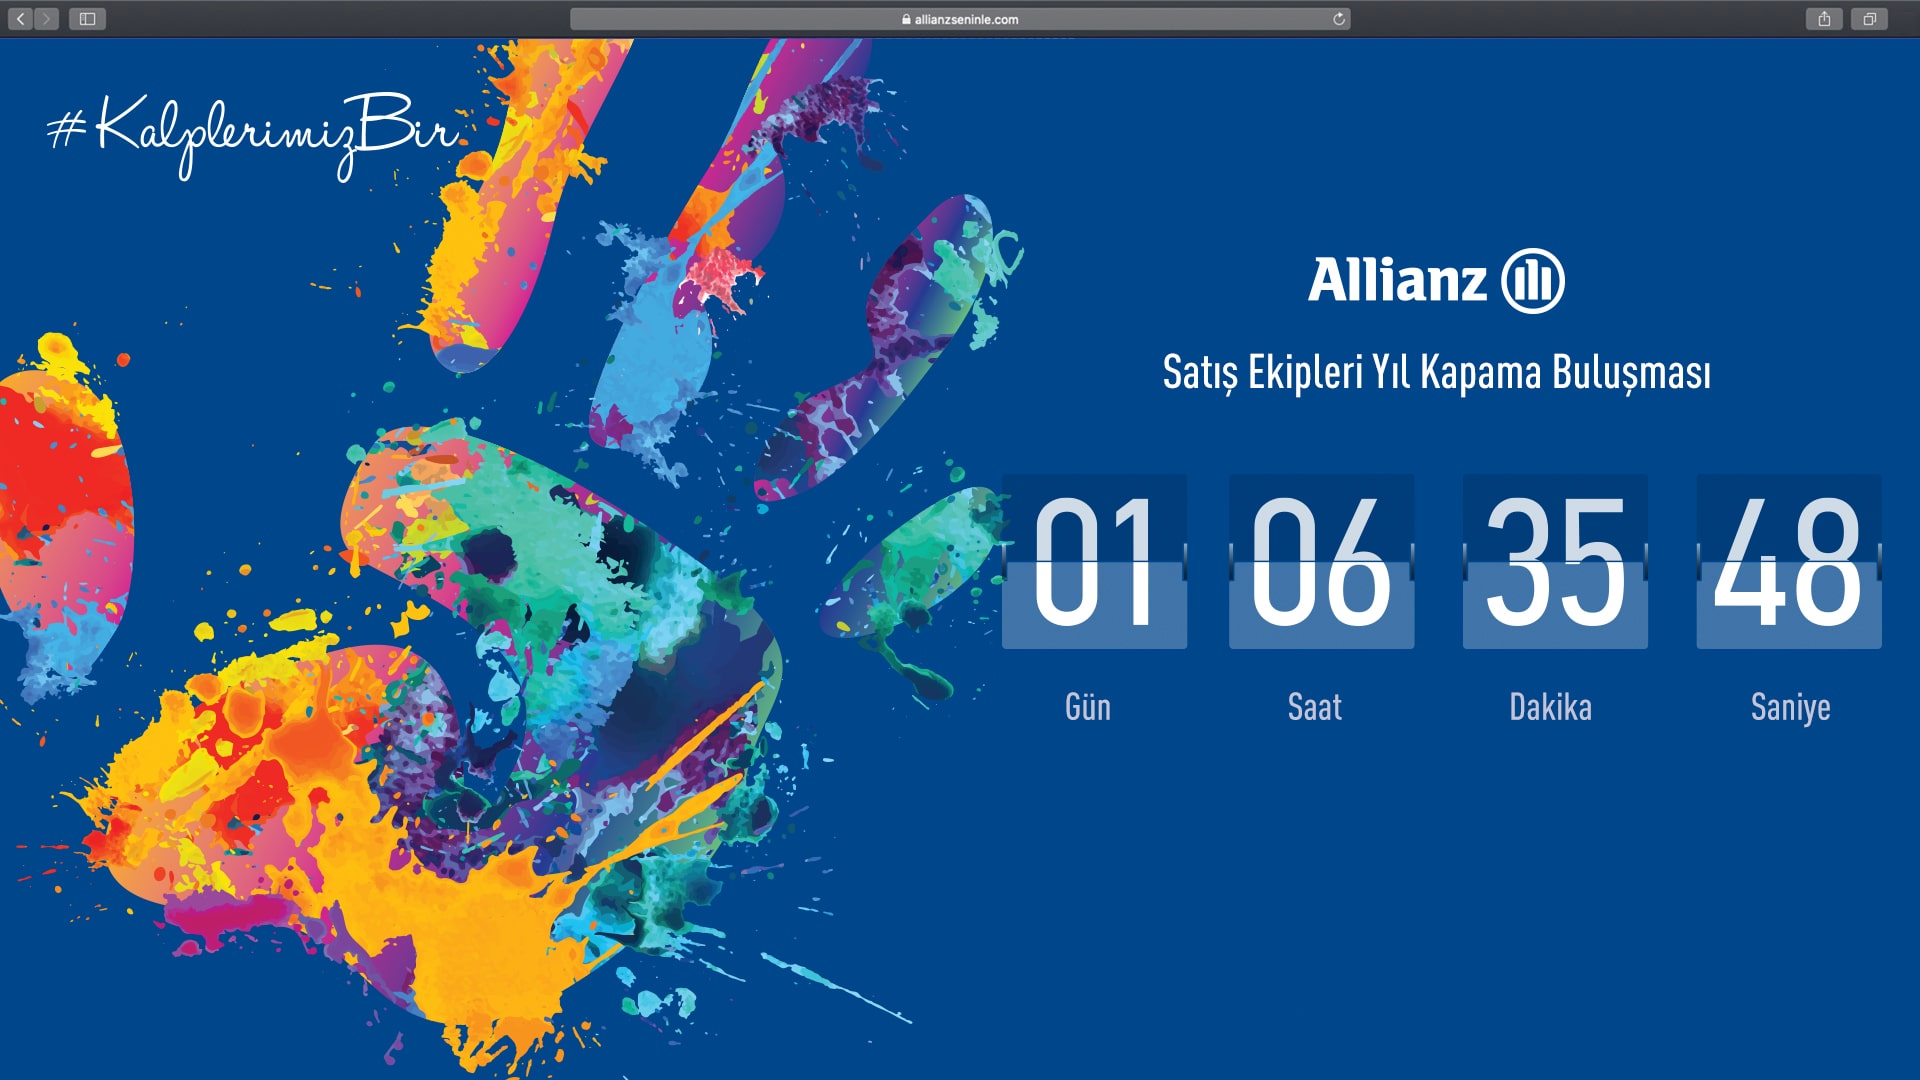 allianzseninle.com
#KalplerimizBir
Allianz
Satış Ekipleri Yıl Kapama Buluşması
01 06 35 48
Gün Saat Dakika Saniye